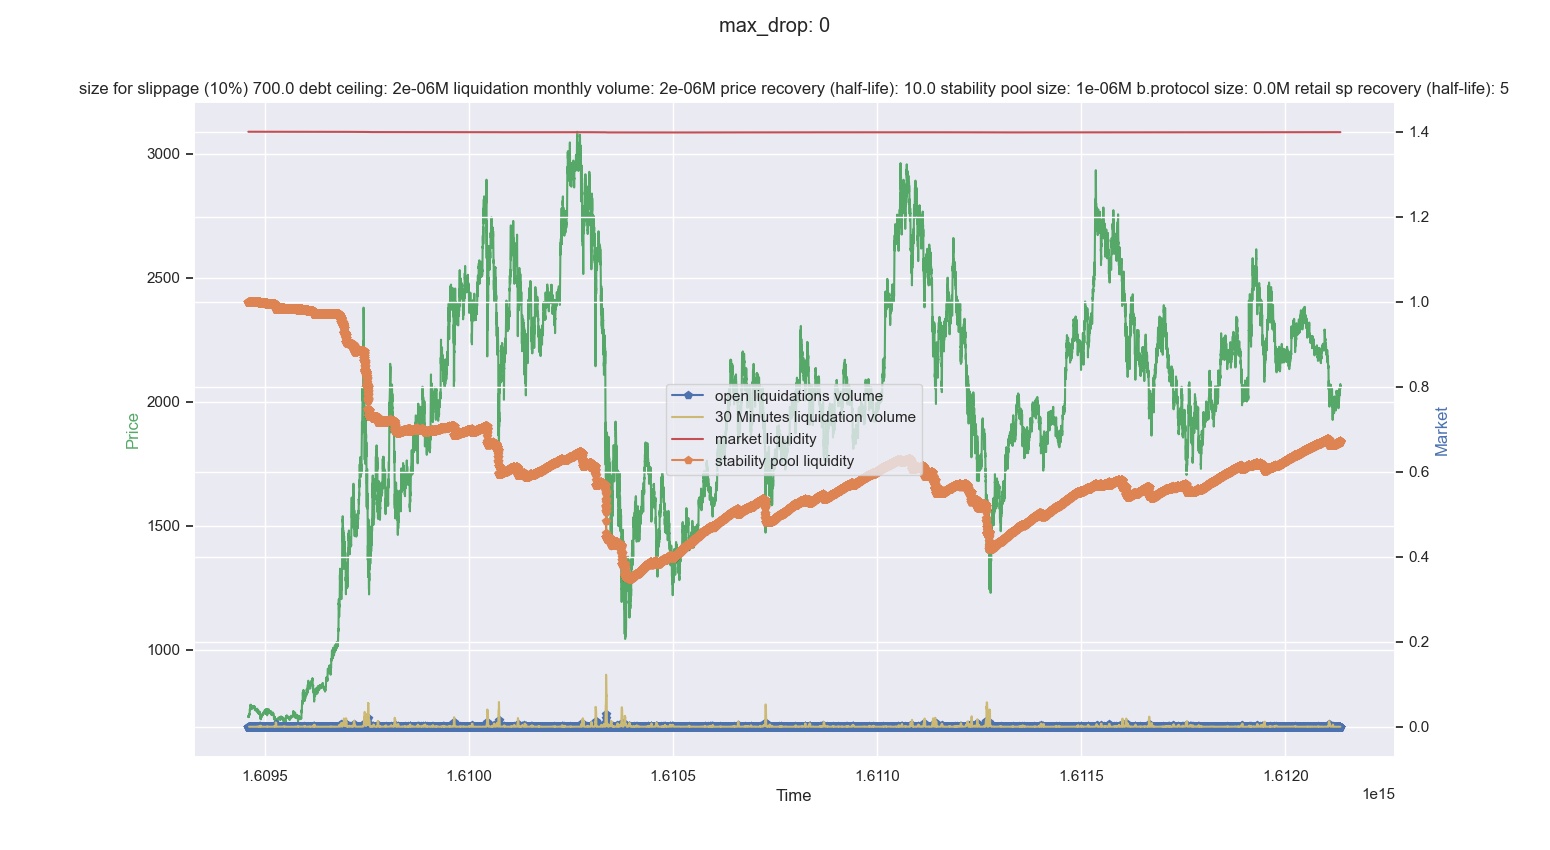 max_drop: 0
size for slippage (10%) 700.0 debt ceiling: 2e-06M liquidation monthly volume: 2e-06M price recovery (half-life): 10.0 stability pool size: 1e-06M b.protocol size: 0.0M retail sp recovery (half-life): 5
3000
2500
2000
1500
1000
Price
1.4
1.2
1.0
0.8
0.6
0.4
0.2
0.0
Market
open liquidations volume
30 Minutes liquidation volume
market liquidity
stability pool liquidity
1.6095 1.6100 1.6105 1.6110 1.6115 1.6120
Time
1e15